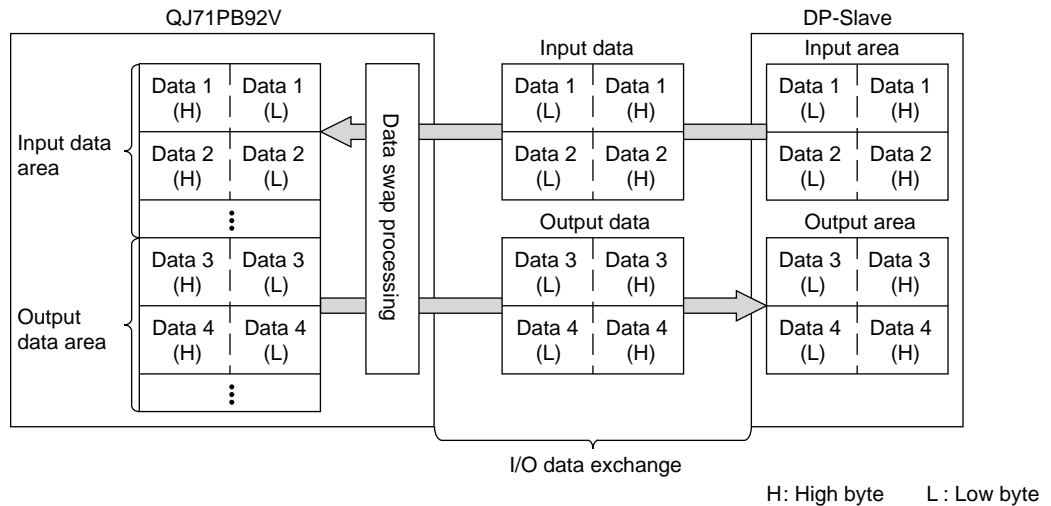 QJ71PB92V
DP-Slave
Input data
Input area
Data 1 (H)
Data 1 (L)
Data 1 (L)
Data 1 (H)
Data 1 (L)
Data 1 (H)
Input data area
Data 2 (H)
Data 2 (L)
Data 2 (L)
Data 2 (H)
Data 2 (L)
Data 2 (H)
Data swap processing
Output data
Output area
Data 3 (H)
Data 3 (L)
Data 3 (L)
Data 3 (H)
Data 3 (L)
Data 3 (H)
Output data area
Data 4 (H)
Data 4 (L)
Data 4 (L)
Data 4 (H)
Data 4 (L)
Data 4 (H)
I/O data exchange
H: High byte
L : Low byte